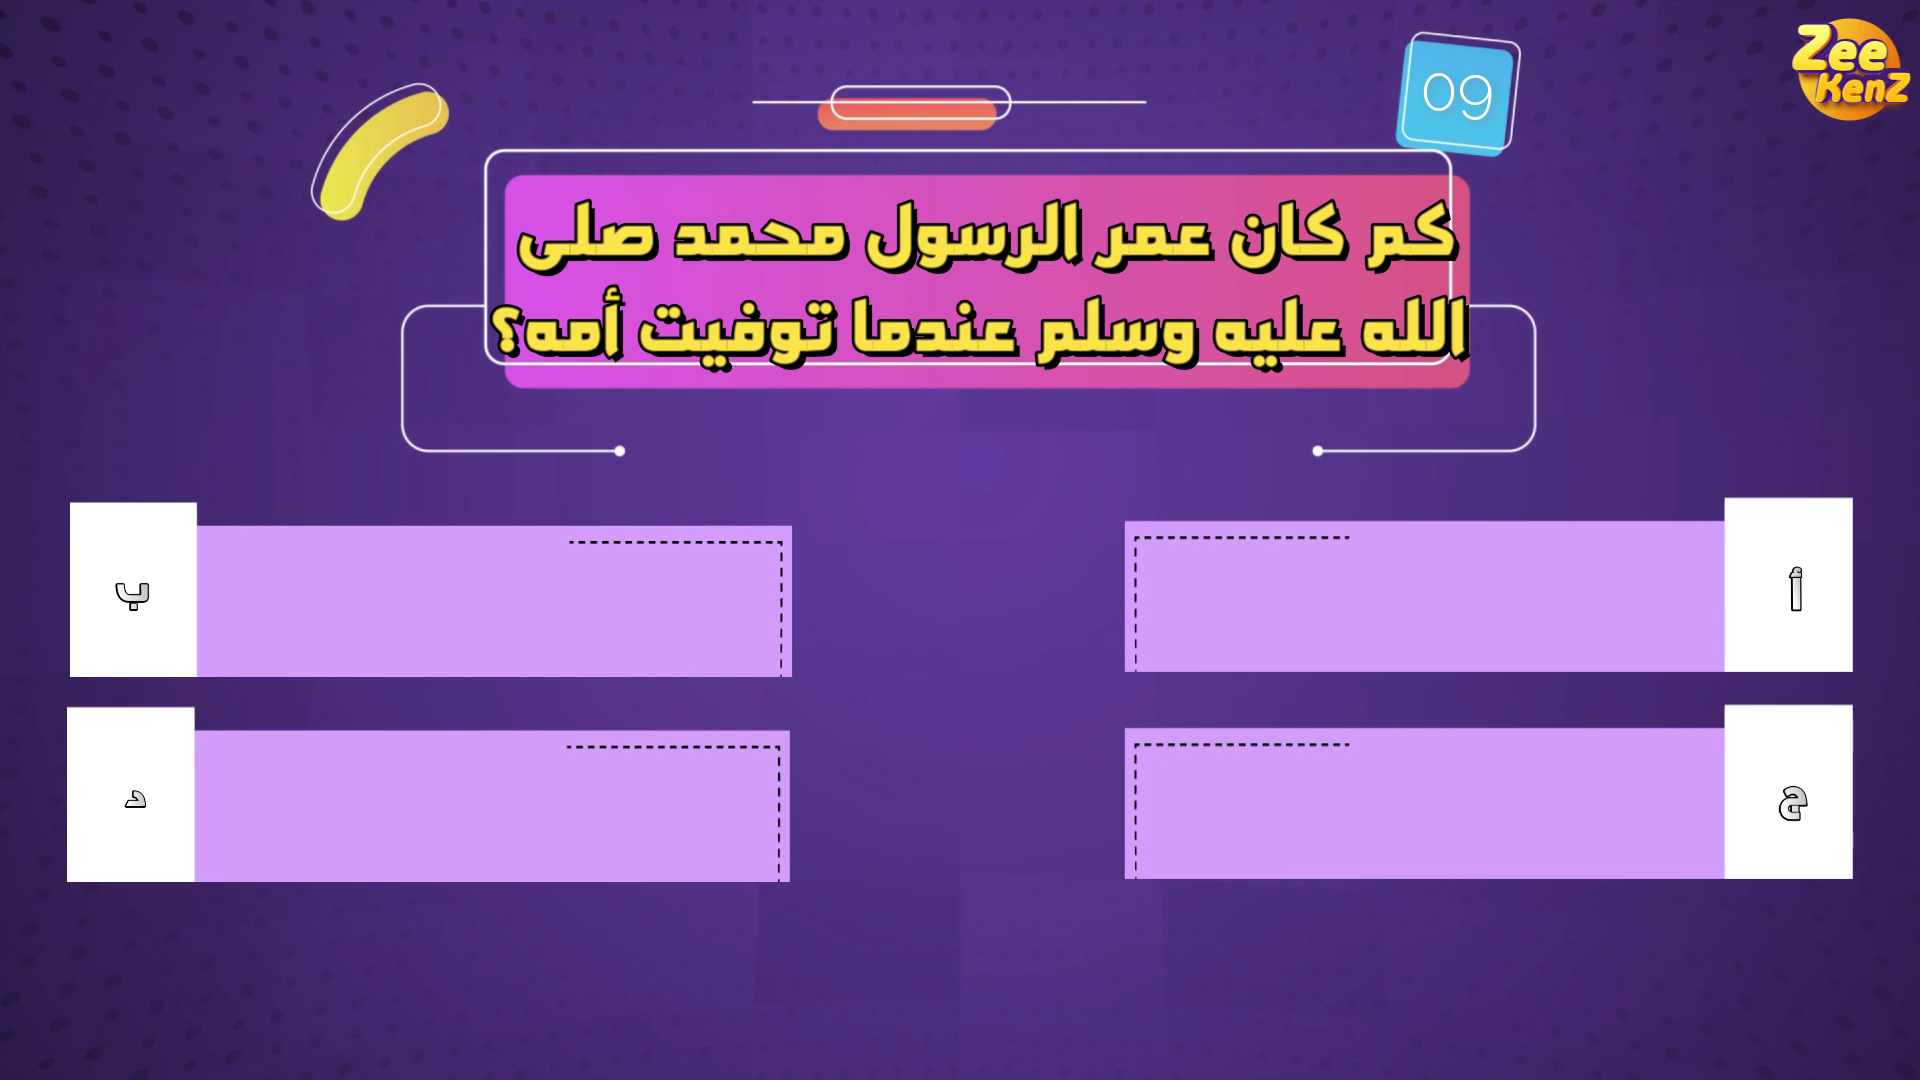 Zee
KenZ
09
كم كان عمر الرسول محمد صلى
الله عليه وسلم عندما توفيت أمه؟
أ
ب
ج
د